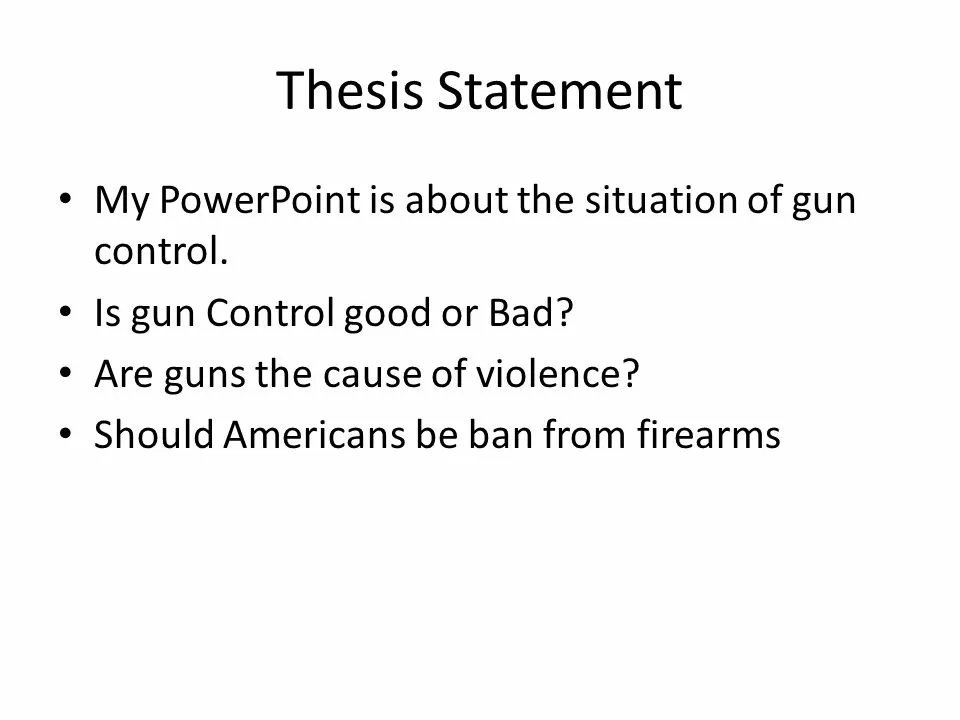 Thesis Statement
• My PowerPoint is about the situation of gun
control.
• Is gun Control good or Bad?
• Are guns the cause of violence?
• Should Americans be ban from firearms